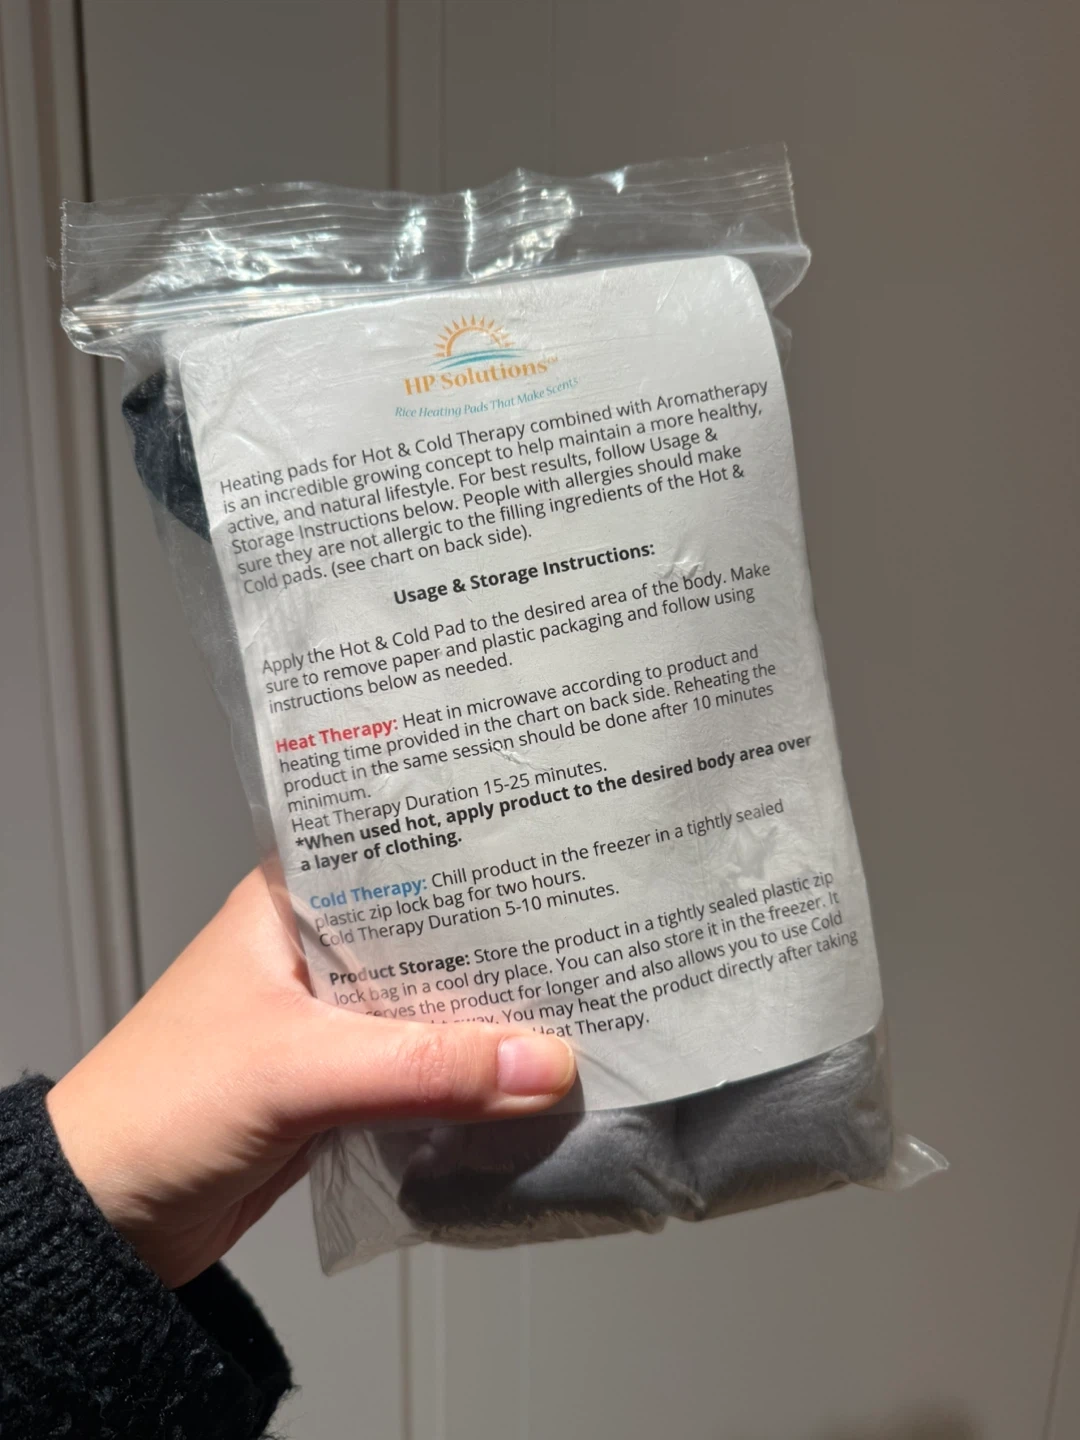 HP Solutions™
Rice Heating Pads That Make Scents
Heating pads for Hot & Cold Therapy combined with Aromatherapy
is an incredible growing concept to help maintain a more healthy,
active, and natural lifestyle. For best results, follow Usage &
Storage Instructions below. People with allergies should make
sure they are not allergic to the filling ingredients of the Hot &
Cold pads. (see chart on back side).
Usage & Storage Instructions:
Apply the Hot & Cold Pad to the desired area of the body. Make
sure to remove paper and plastic packaging and follow using
instructions below as needed.
Heat Therapy: Heat in microwave according to product and
heating time provided in the chart on back side. Reheating the
product in the same session should be done after 10 minutes
minimum.
Heat Therapy Duration 15-25 minutes.
*When used hot, apply product to the desired body area over
a layer of clothing.
Cold Therapy: Chill product in the freezer in a tightly sealed
plastic zip lock bag for two hours.
Cold Therapy Duration 5-10 minutes.
Product Storage: Store the product in a tightly sealed plastic zip
lock bag in a cool dry place. You can also store it in the freezer. It
the product for longer and also allows you to use Cold
You may heat the product directly after taking
Heat Therapy.